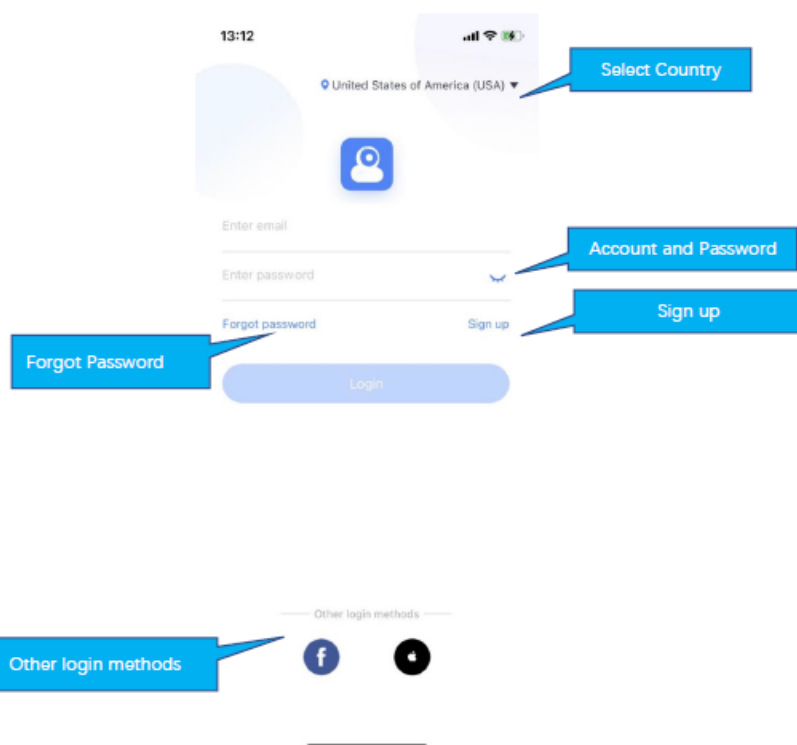 13:12
United States of America (USA) ▼
Select Country
Enter email
Account and Password
Enter password
Sign up
Forgot password
Sign up
Forgot Password
Login
Other login methods
Other login methods
f